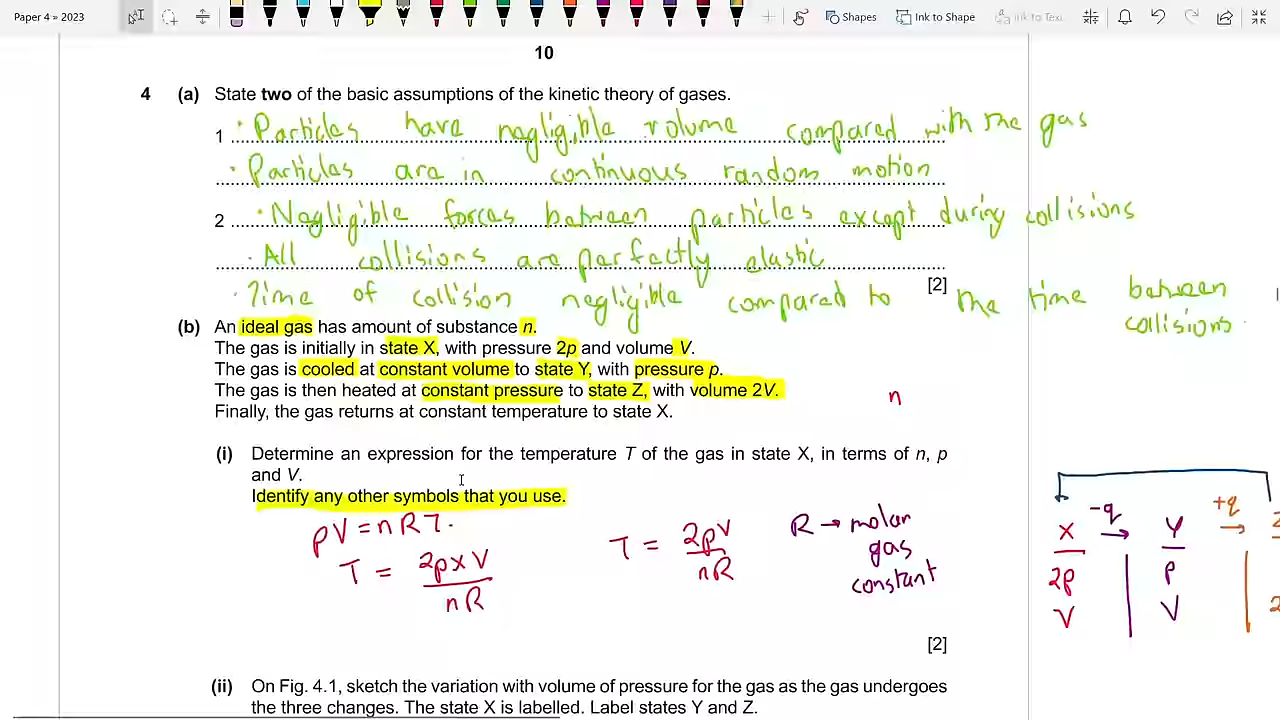 Paper 4 » 2023
Shapes
Ink to Shape
Ink to Text
10
4 (a) State two of the basic assumptions of the kinetic theory of gases.
1 · Particles have negligible volume compared with the gas
· Particles are in continuous random motion
2 · Negligible forces between particles except during collisions
· All collisions are perfectly elastic
[2]
· Time of collision negligible compared to the time between
collisions.
(b) An ideal gas has amount of substance n.
The gas is initially in state X, with pressure 2p and volume V.
The gas is cooled at constant volume to state Y, with pressure p.
The gas is then heated at constant pressure to state Z, with volume 2V.
n
Finally, the gas returns at constant temperature to state X.
(i) Determine an expression for the temperature T of the gas in state X, in terms of n, p
and V.
Identify any other symbols that you use.
pV = nRT.
T = 2p×V / nR
T = 2pV / nR
R → molar
gas
constant
X -q → Y +q → Z
2p p
V V 2
[2]
(ii) On Fig. 4.1, sketch the variation with volume of pressure for the gas as the gas undergoes
the three changes. The state X is labelled. Label states Y and Z.